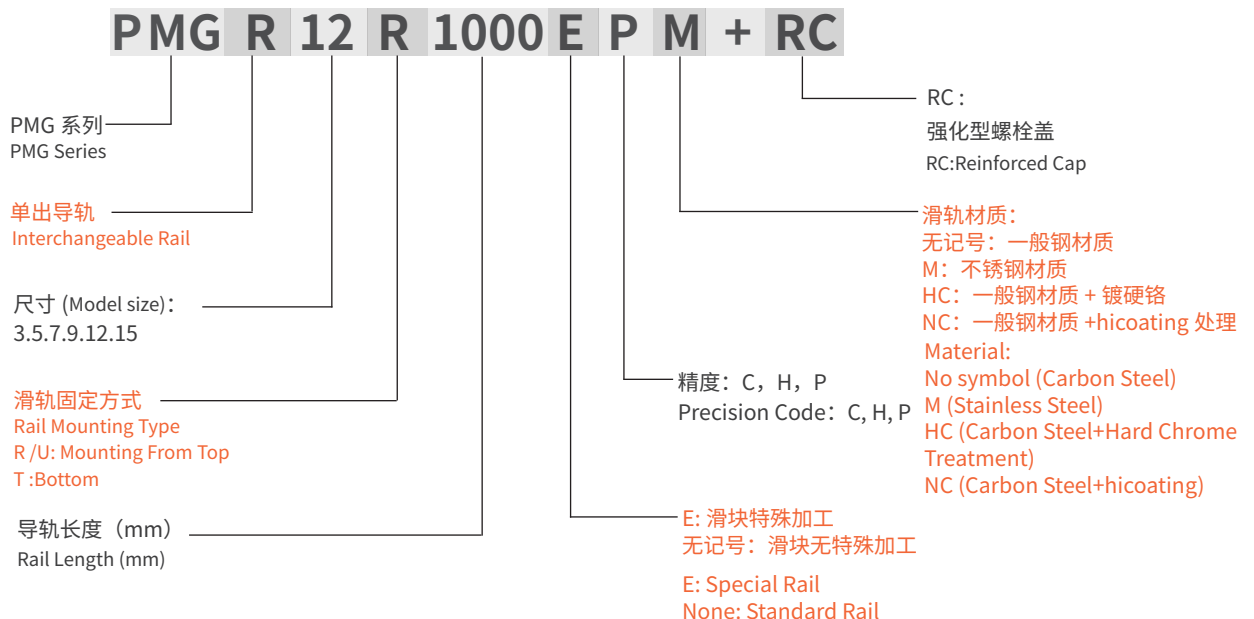 PMG R 12 R 1000 E P M + RC
PMG 系列
PMG Series
单出导轨
Interchangeable Rail
尺寸 (Model size)：
3.5.7.9.12.15
滑轨固定方式
Rail Mounting Type
R /U: Mounting From Top
T :Bottom
导轨长度（mm）
Rail Length (mm)
RC :
强化型螺栓盖
RC:Reinforced Cap
滑轨材质：
无记号：一般钢材质
M：不锈钢材质
HC：一般钢材质 + 镀硬铬
NC：一般钢材质 +hicoating 处理
Material:
No symbol (Carbon Steel)
M (Stainless Steel)
HC (Carbon Steel+Hard Chrome
Treatment)
NC (Carbon Steel+hicoating)
精度：C，H，P
Precision Code：C, H, P
E: 滑块特殊加工
无记号：滑块无特殊加工
E: Special Rail
None: Standard Rail